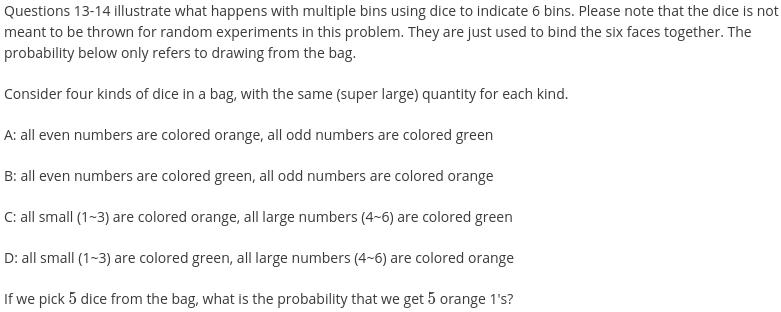 Questions 13-14 illustrate what happens with multiple bins using dice to indicate 6 bins. Please note that the dice is not
meant to be thrown for random experiments in this problem. They are just used to bind the six faces together. The
probability below only refers to drawing from the bag.
Consider four kinds of dice in a bag, with the same (super large) quantity for each kind.
A: all even numbers are colored orange, all odd numbers are colored green
B: all even numbers are colored green, all odd numbers are colored orange
C: all small (1~3) are colored orange, all large numbers (4~6) are colored green
D: all small (1~3) are colored green, all large numbers (4~6) are colored orange
If we pick 5 dice from the bag, what is the probability that we get 5 orange 1's?